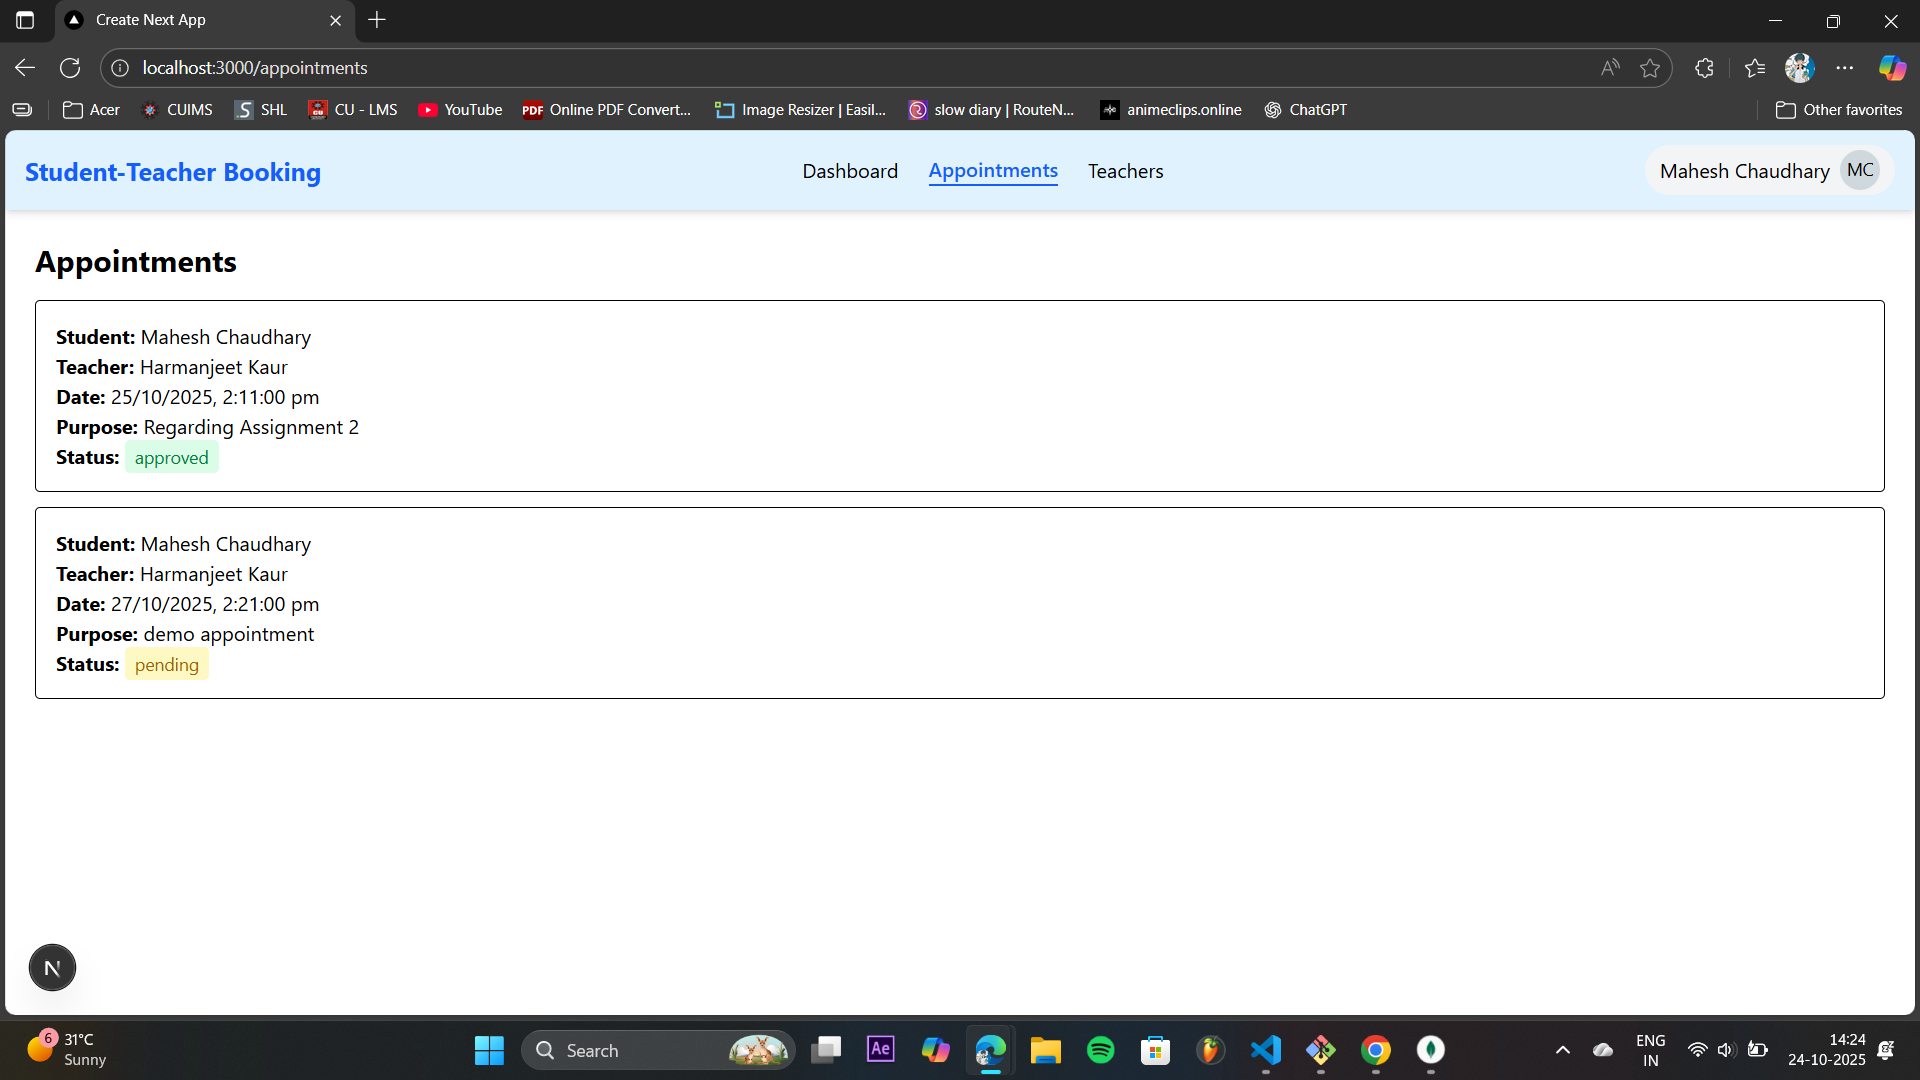 Create Next App
localhost:3000/appointments
Acer CUIMS SHL CU - LMS YouTube PDF Online PDF Convert... Image Resizer | Easil... slow diary | RouteN... animeclips.online ChatGPT Other favorites
Student-Teacher Booking Dashboard Appointments Teachers Mahesh Chaudhary MC
Appointments
Student: Mahesh Chaudhary
Teacher: Harmanjeet Kaur
Date: 25/10/2025, 2:11:00 pm
Purpose: Regarding Assignment 2
Status: approved
Student: Mahesh Chaudhary
Teacher: Harmanjeet Kaur
Date: 27/10/2025, 2:21:00 pm
Purpose: demo appointment
Status: pending
N
6 31°C
Sunny
Search
Ae
ENG
IN
14:24
24-10-2025